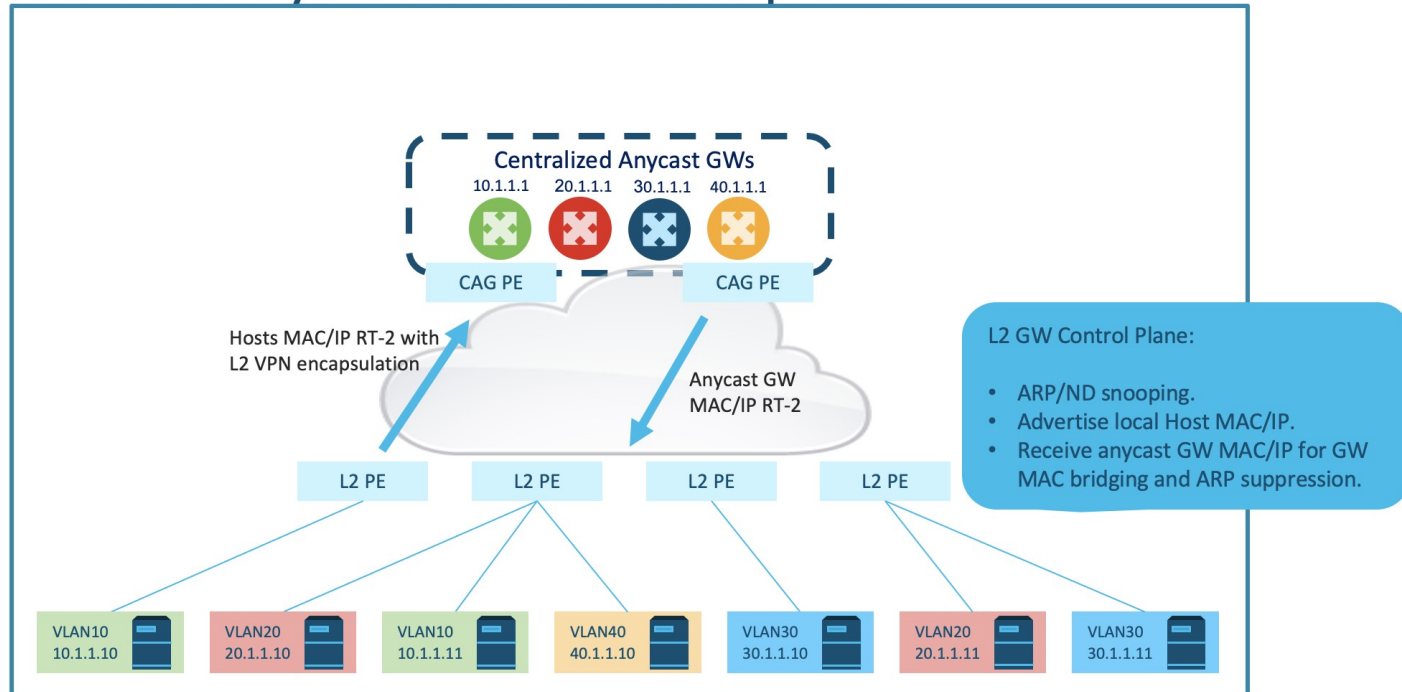 Centralized Anycast GWs
10.1.1.1 20.1.1.1 30.1.1.1 40.1.1.1
CAG PE CAG PE
Hosts MAC/IP RT-2 with
L2 VPN encapsulation
Anycast GW
MAC/IP RT-2
L2 GW Control Plane:
• ARP/ND snooping.
• Advertise local Host MAC/IP.
• Receive anycast GW MAC/IP for GW
MAC bridging and ARP suppression.
L2 PE L2 PE L2 PE L2 PE
VLAN10
10.1.1.10
VLAN20
20.1.1.10
VLAN10
10.1.1.11
VLAN40
40.1.1.10
VLAN30
30.1.1.10
VLAN20
20.1.1.11
VLAN30
30.1.1.11